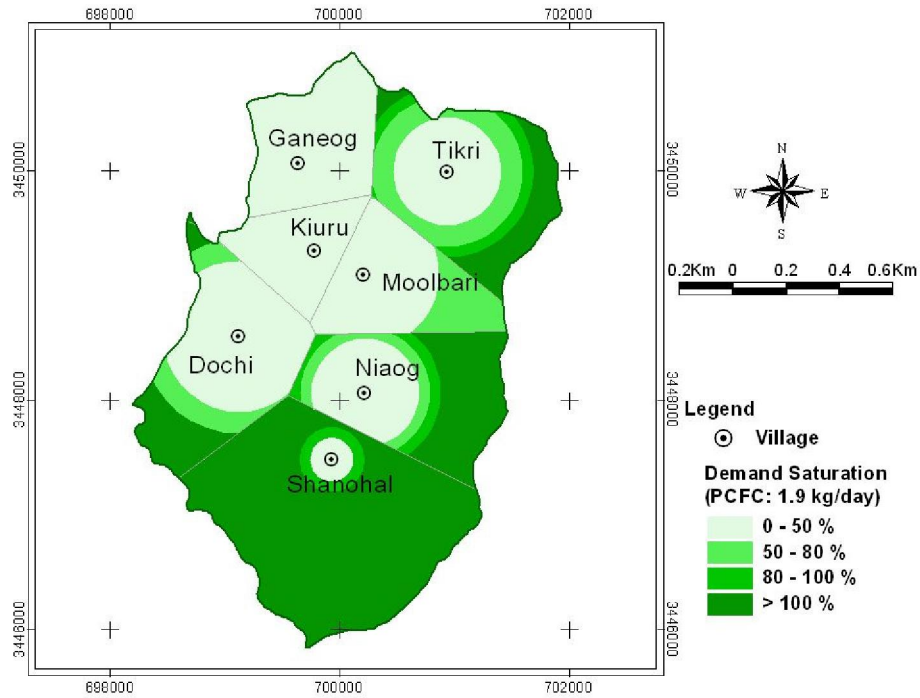 698000 700000 702000
Ganeog
Tikri
3450000
3450000
N
W E
S
Kiuru
Moolbari
0.2Km 0 0.2 0.4 0.6Km
Dochi
Niaog
3448000
3448000
Legend
Village
Shanohal
Demand Saturation
(PCFC: 1.9 kg/day)
0 - 50 %
50 - 80 %
80 - 100 %
> 100 %
3446000
3446000
698000 700000 702000